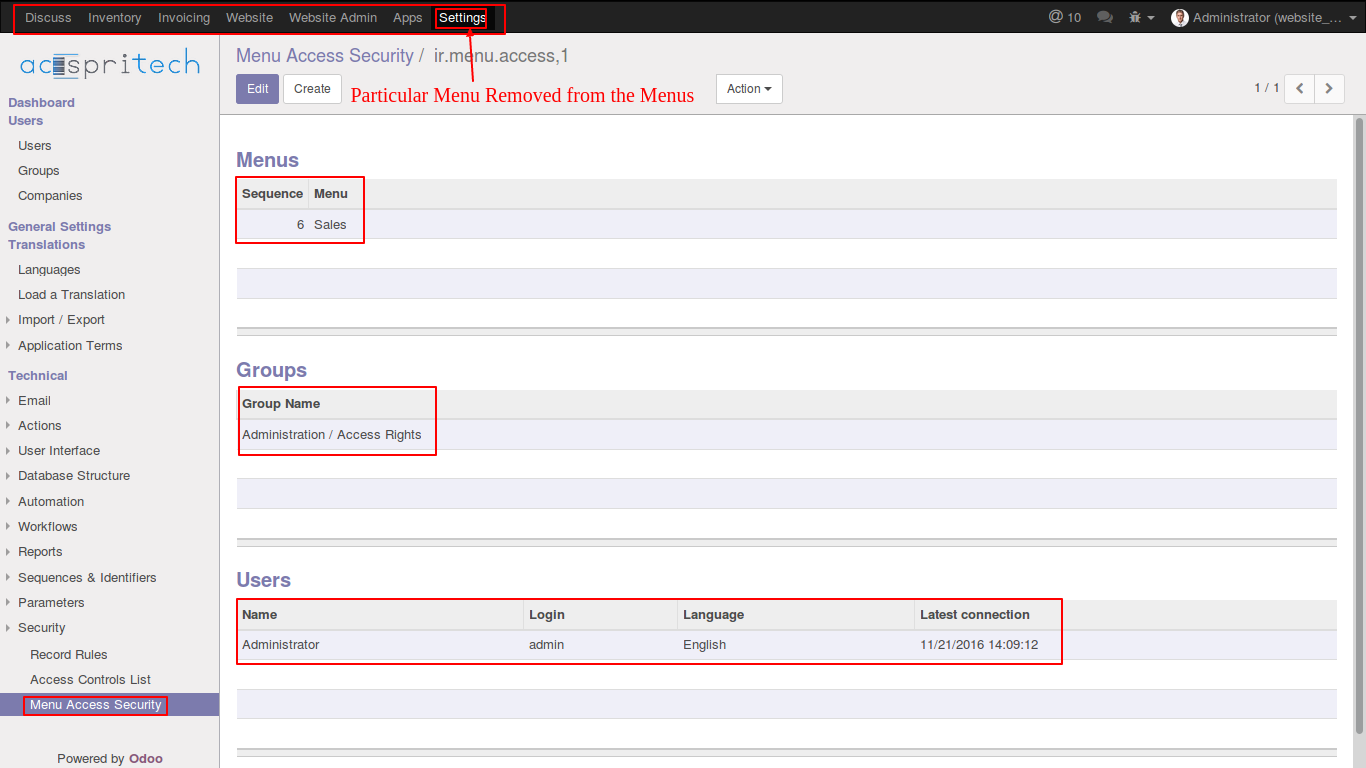 Discuss Inventory Invoicing Website Website Admin Apps Settings @ 10 Administrator (website_...
acespritech
Menu Access Security / ir.menu.access,1
Edit Create Particular Menu Removed from the Menus Action 1 / 1
Dashboard
Users
Users
Groups
Companies
General Settings
Translations
Languages
Load a Translation
Import / Export
Application Terms
Technical
Email
Actions
User Interface
Database Structure
Automation
Workflows
Reports
Sequences & Identifiers
Parameters
Security
Record Rules
Access Controls List
Menu Access Security
Powered by Odoo
Menus
Sequence Menu
6 Sales
Groups
Group Name
Administration / Access Rights
Users
Name Login Language Latest connection
Administrator admin English 11/21/2016 14:09:12